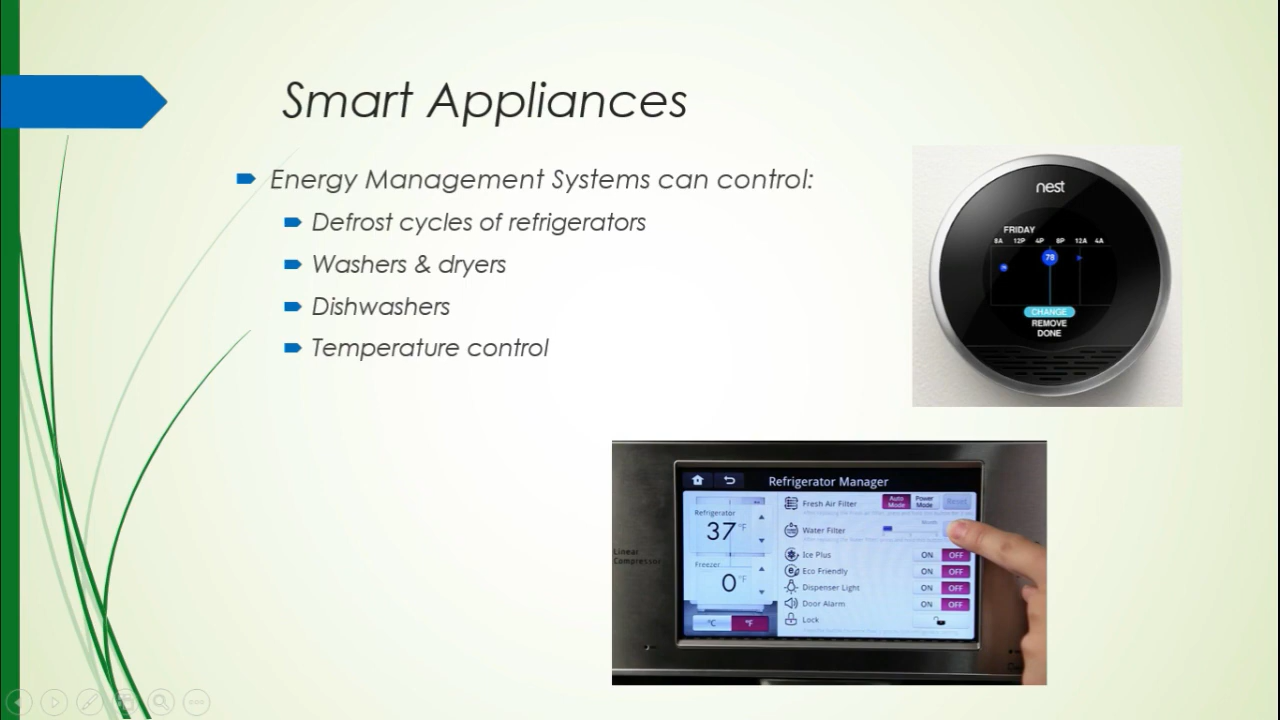 Smart Appliances
Energy Management Systems can control:
Defrost cycles of refrigerators
Washers & dryers
Dishwashers
Temperature control
nest
FRIDAY
8A 12P 4P 8P 12A 4A
78
CHANGE
REMOVE
DONE
Refrigerator Manager
Refrigerator
37°F
Freezer
0°F
°C °F
Fresh Air Filter Auto Mode Power Mode Reset
Water Filter Month
Ice Plus ON OFF
Eco Friendly ON OFF
Dispenser Light ON OFF
Door Alarm ON OFF
Lock
Linear
Compressor